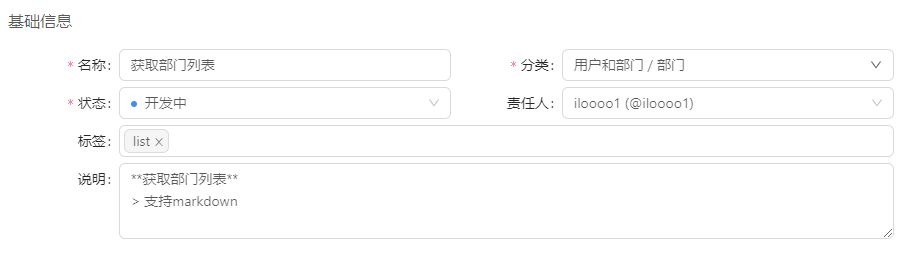 基础信息
* 名称: 获取部门列表
* 分类: 用户和部门 / 部门
* 状态: 开发中
责任人: iloooo1 (@iloooo1)
标签: list ×
说明: **获取部门列表**
> 支持markdown